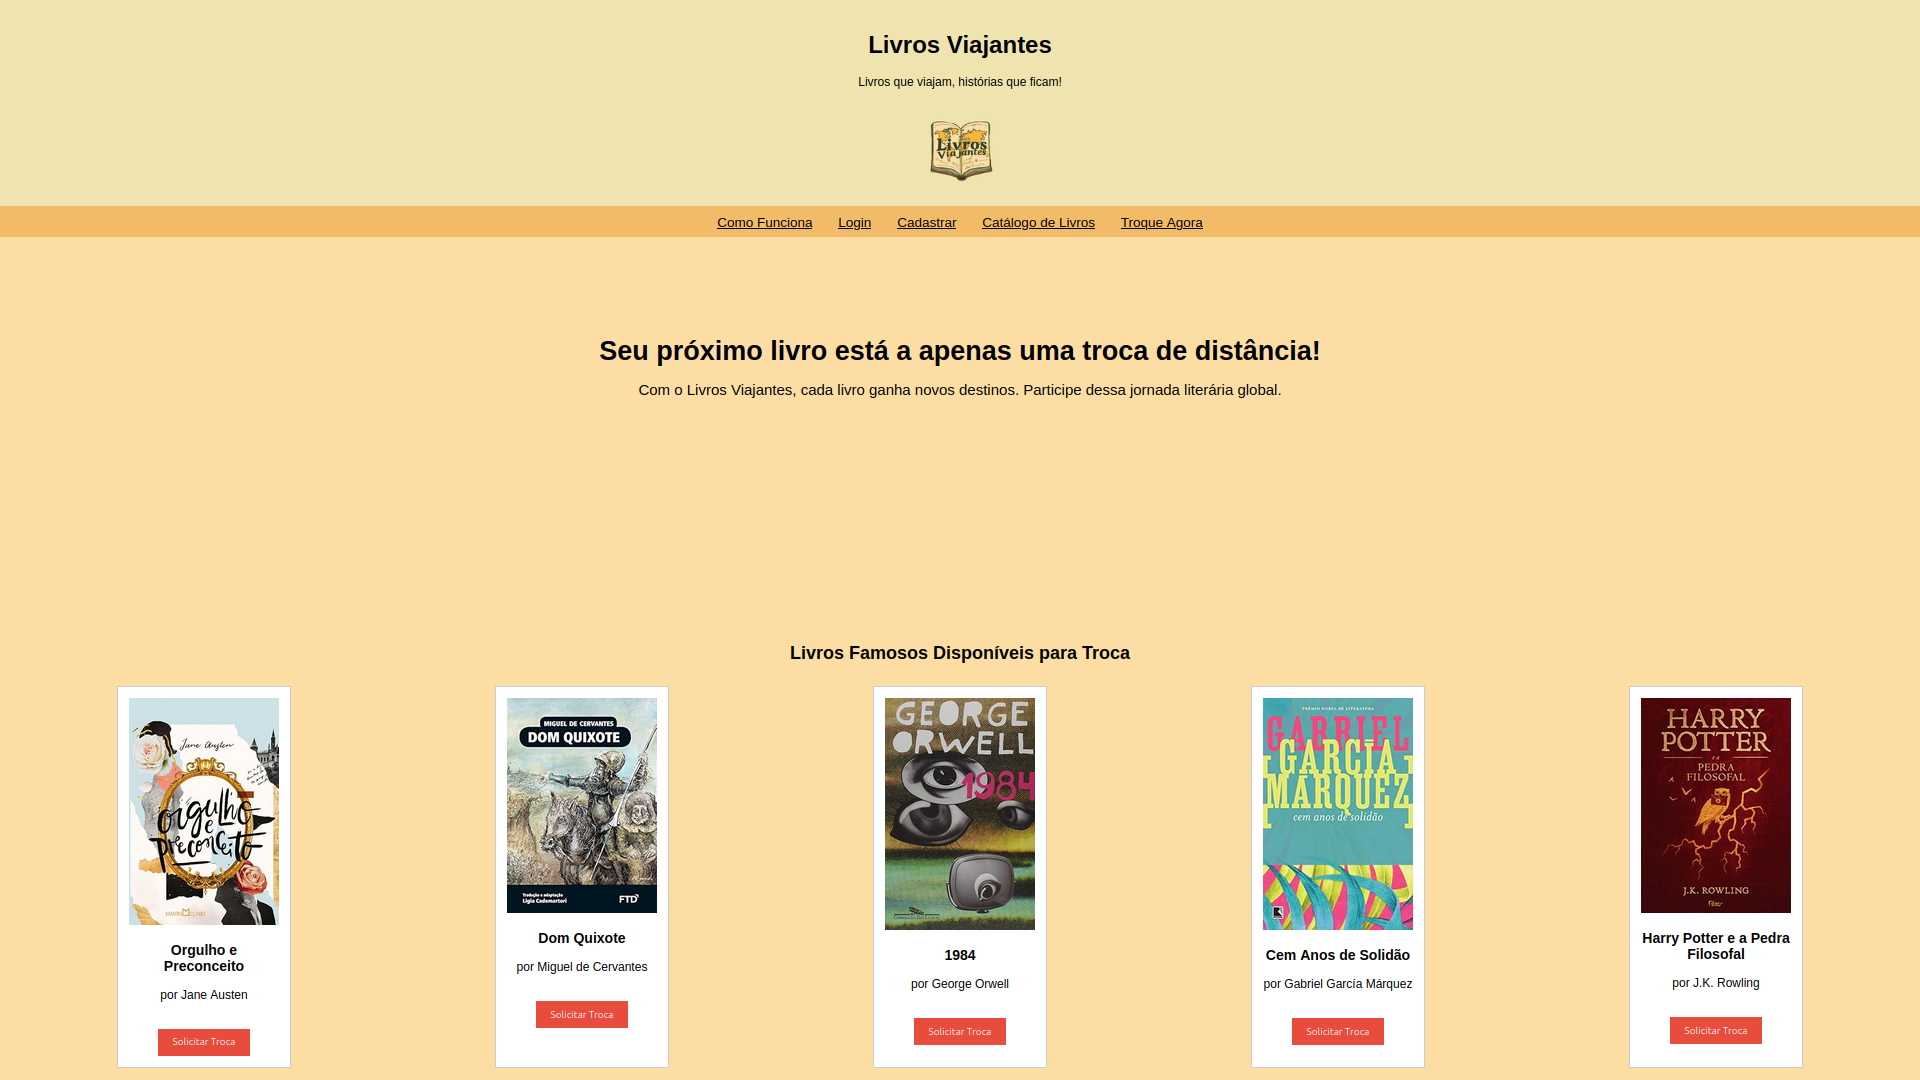 Livros Viajantes
Livros que viajam, histórias que ficam!
Livros
Viajantes
Como Funciona Login Cadastrar Catálogo de Livros Troque Agora
Seu próximo livro está a apenas uma troca de distância!
Com o Livros Viajantes, cada livro ganha novos destinos. Participe dessa jornada literária global.
Livros Famosos Disponíveis para Troca
Jane Austen
orgulho
e
preconceito
MARTIN CLARET
Orgulho e
Preconceito
por Jane Austen
Solicitar Troca
MIGUEL DE CERVANTES
DOM QUIXOTE
Tradução e adaptação
Ligia Cademartori
FTD
Dom Quixote
por Miguel de Cervantes
Solicitar Troca
GEORGE
ORWELL
1984
1984
por George Orwell
Solicitar Troca
PRÊMIO NOBEL DE LITERATURA
GABRIEL
GARCÍA
MÁRQUEZ
cem anos de solidão
Cem Anos de Solidão
por Gabriel García Márquez
Solicitar Troca
HARRY
POTTER
e a
PEDRA
FILOSOFAL
J.K. ROWLING
Harry Potter e a Pedra
Filosofal
por J.K. Rowling
Solicitar Troca